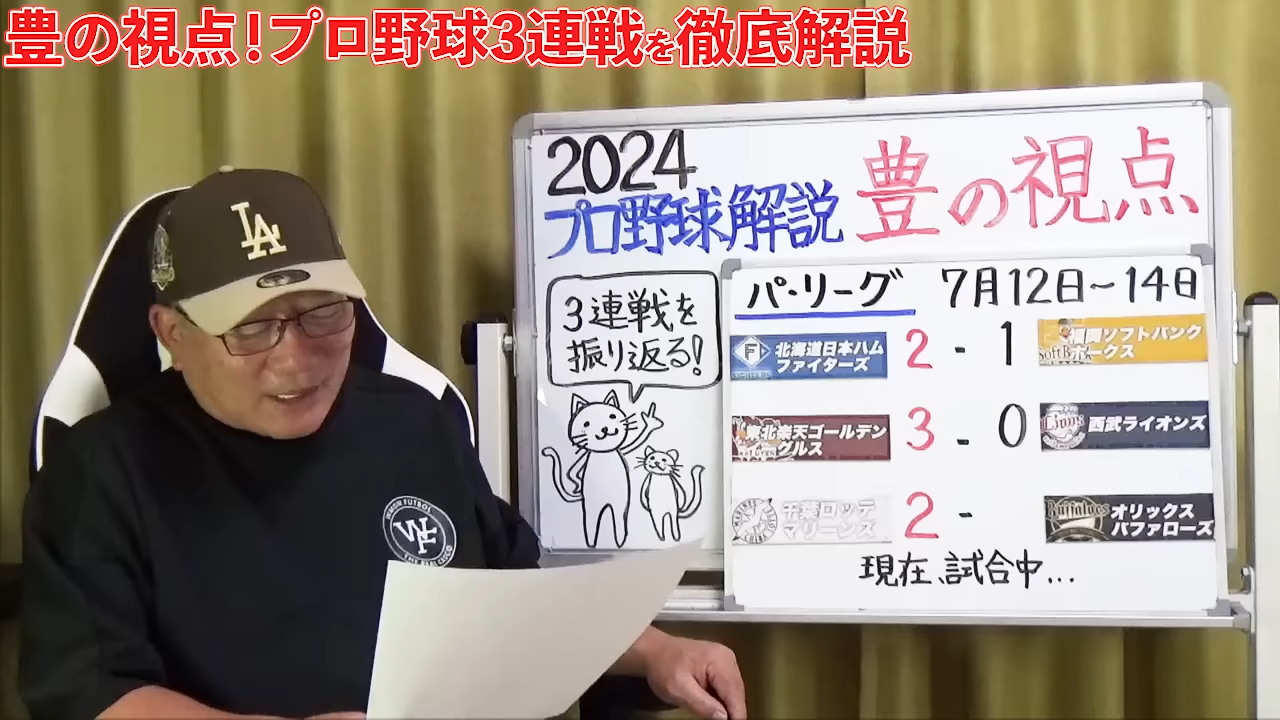 豊の視点!プロ野球3連戦を徹底解説
2024
プロ野球解説 豊の視点
3連戦を
振り返る!
パ・リーグ 7月12日~14日
北海道日本ハム
ファイターズ
2 - 1
福岡ソフトバンク
ークス
東北楽天ゴールデン
グルス
3 - 0
Lions
西武ライオンズ
千葉ロッテ
マリーンズ
2 -
Buffaloes
オリックス
バファローズ
現在、試合中...
LA
WF